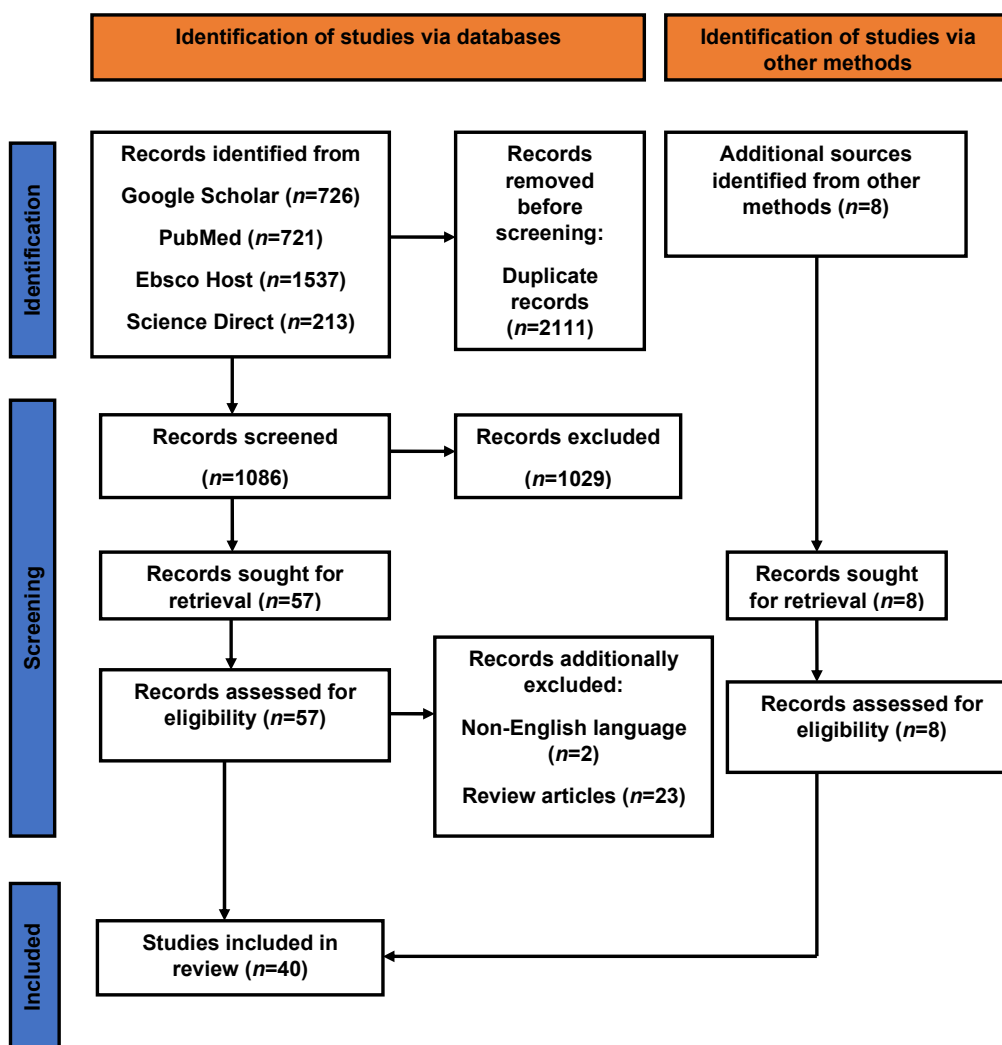 Identification of studies via databases
Identification of studies via
other methods
Identification
Records identified from
Google Scholar (n=726)
PubMed (n=721)
Ebsco Host (n=1537)
Science Direct (n=213)
Records
removed
before
screening:
Duplicate
records
(n=2111)
Additional sources
identified from other
methods (n=8)
Screening
Records screened
(n=1086)
Records excluded
(n=1029)
Records sought for
retrieval (n=57)
Records sought
for retrieval (n=8)
Records assessed for
eligibility (n=57)
Records additionally
excluded:
Non-English language
(n=2)
Review articles (n=23)
Records assessed for
eligibility (n=8)
Included
Studies included in
review (n=40)